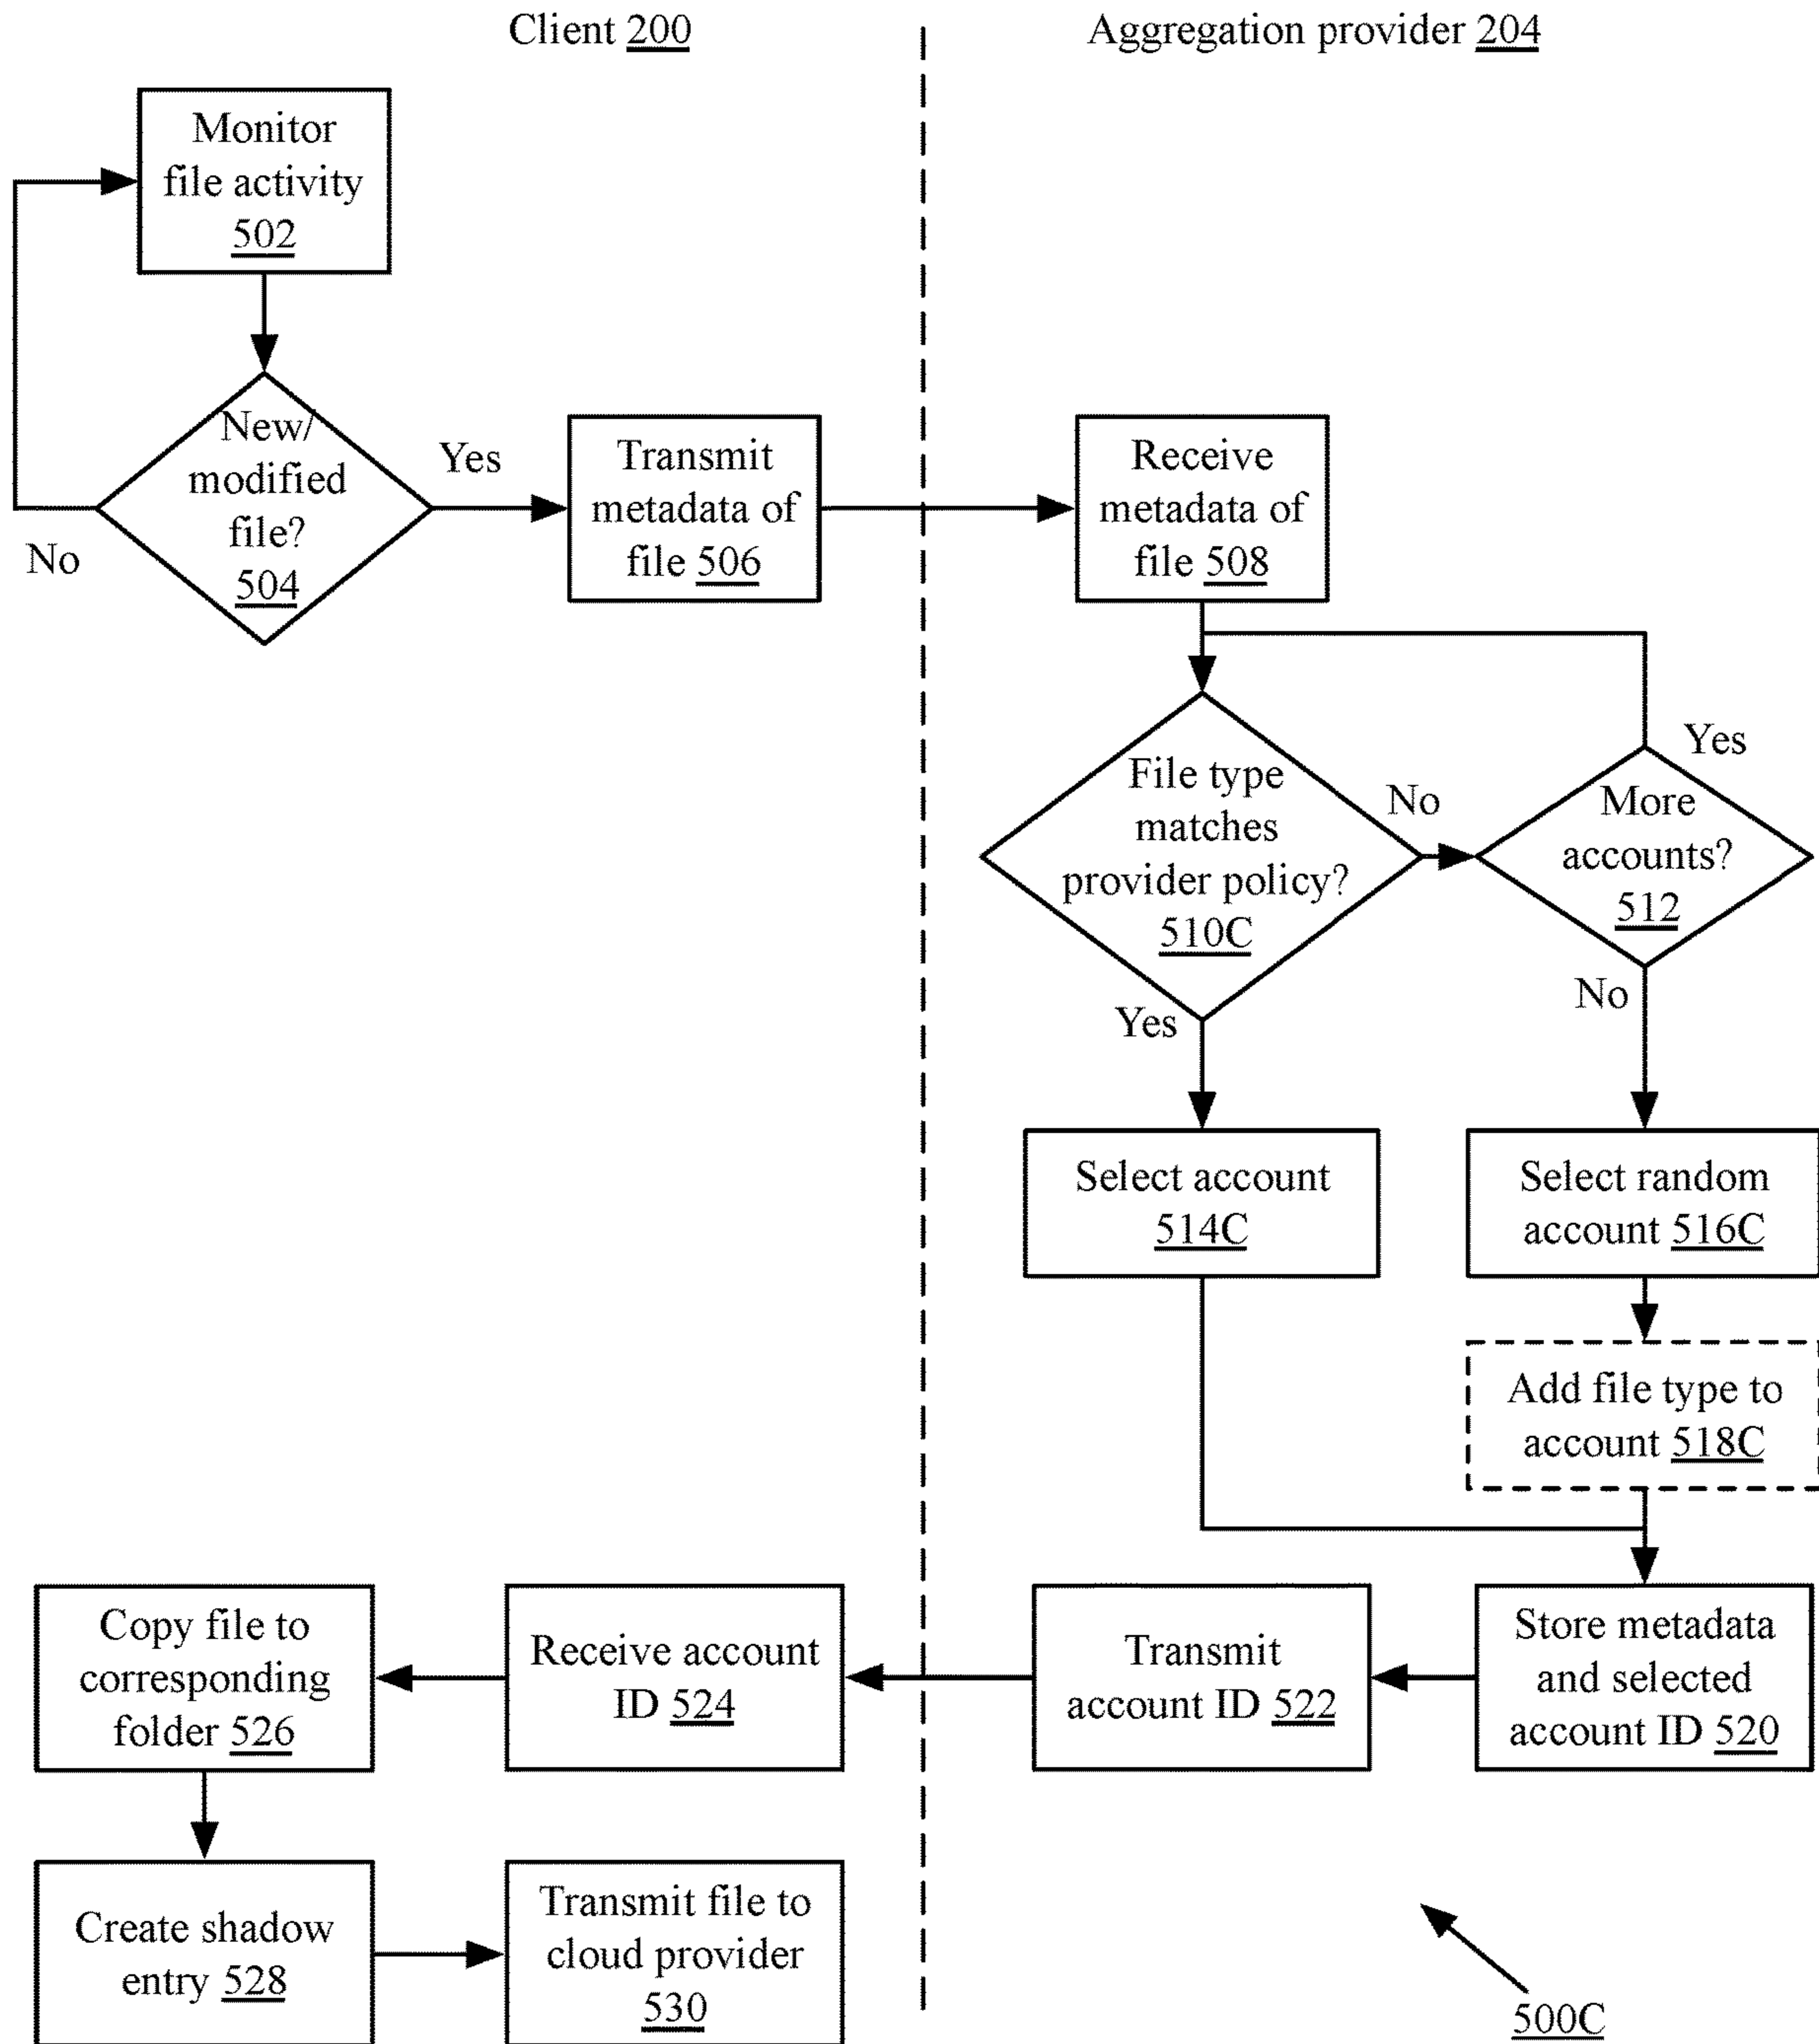 Client 200
Aggregation provider 204
Monitor
file activity
502
New/
modified
file?
504
Yes
No
Transmit
metadata of
file 506
Receive
metadata of
file 508
File type
matches
provider policy?
510C
No
Yes
More
accounts?
512
Yes
No
Select account
514C
Select random
account 516C
Add file type to
account 518C
Store metadata
and selected
account ID 520
Transmit
account ID 522
Receive account
ID 524
Copy file to
corresponding
folder 526
Create shadow
entry 528
Transmit file to
cloud provider
530
500C